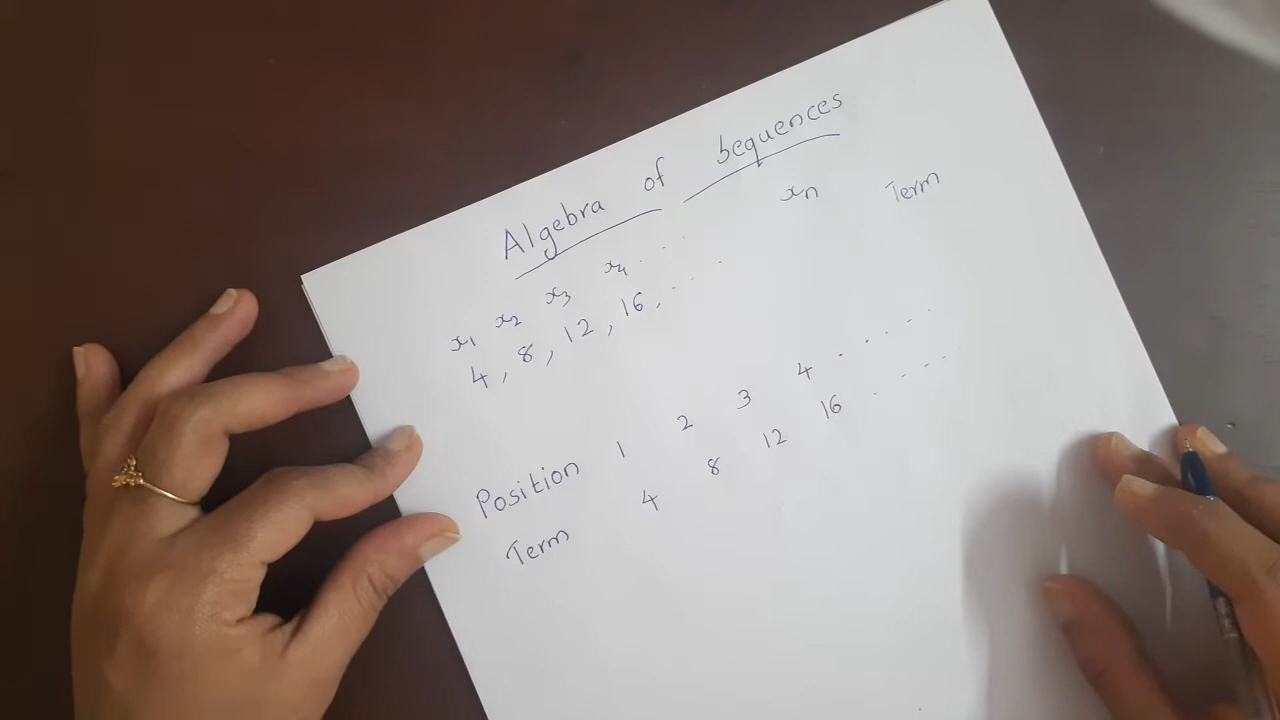 Algebra of Sequences
x1 x2 x3 x4 . . . xn Term
4, 8, 12, 16, . . .
Position 1 2 3 4 . . . . .
Term 4 8 12 16 . . . .